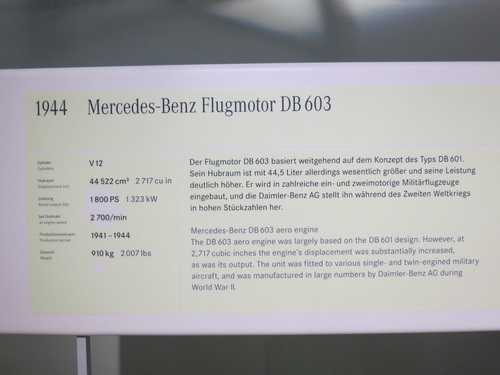 1944 Mercedes-Benz Flugmotor DB 603
Zylinder
Cylinders
V 12
Hubraum
Displacement (cc)
44 522 cm³ 2 717 cu in
Leistung
Rated output (hp)
1 800 PS 1 323 kW
bei Drehzahl
at engine speed
2 700/min
Produktionszeitraum
Production period
1941 – 1944
Gewicht
Weight
910 kg 2 007 lbs
Der Flugmotor DB 603 basiert weitgehend auf dem Konzept des Typs DB 601.
Sein Hubraum ist mit 44,5 Liter allerdings wesentlich größer und seine Leistung
deutlich höher. Er wird in zahlreiche ein- und zweimotorige Militärflugzeuge
eingebaut, und die Daimler-Benz AG stellt ihn während des Zweiten Weltkriegs
in hohen Stückzahlen her.
Mercedes-Benz DB 603 aero engine
The DB 603 aero engine was largely based on the DB 601 design. However, at
2,717 cubic inches the engine's displacement was substantially increased,
as was its output. The unit was fitted to various single- and twin-engined military
aircraft, and was manufactured in large numbers by Daimler-Benz AG during
World War II.